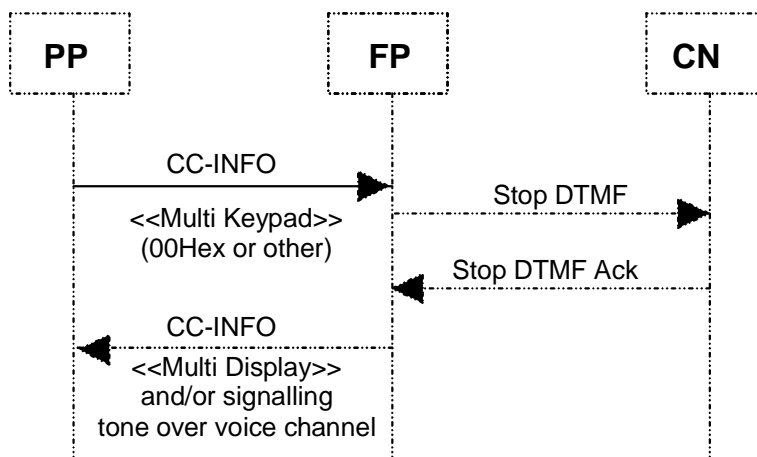 PP
FP
CN
CC-INFO
<<Multi Keypad>>
(00Hex or other)
Stop DTMF
Stop DTMF Ack
CC-INFO
<<Multi Display>>
and/or signalling
tone over voice channel